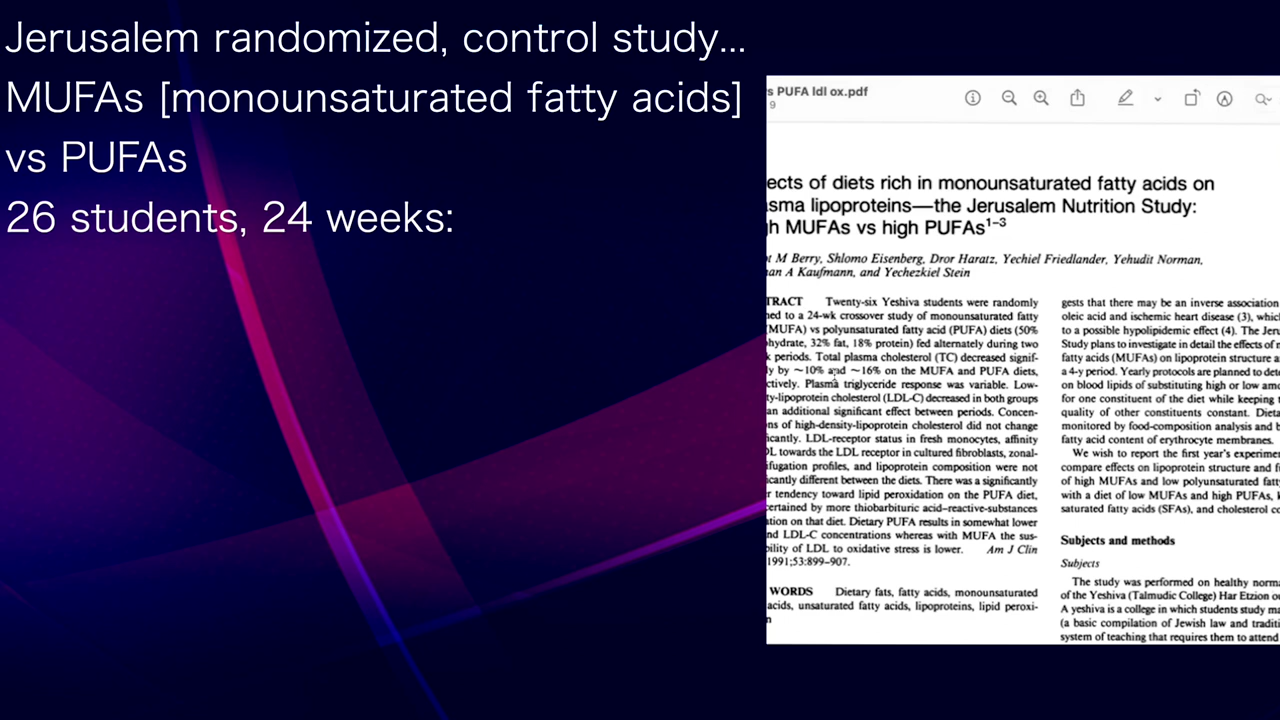 Jerusalem randomized, control study...
MUFAs [monounsaturated fatty acids]
vs PUFAs
26 students, 24 weeks:
s PUFA ldl ox.pdf
9
ects of diets rich in monounsaturated fatty acids on
sma lipoproteins—the Jerusalem Nutrition Study:
h MUFAs vs high PUFAs¹⁻³
t M Berry, Shlomo Eisenberg, Dror Haratz, Yechiel Friedlander, Yehudit Norman,
an A Kaufmann, and Yechezkiel Stein
TRACT Twenty-six Yeshiva students were randomly
ned to a 24-wk crossover study of monounsaturated fatty
(MUFA) vs polyunsaturated fatty acid (PUFA) diets (50%
ohydrate, 32% fat, 18% protein) fed alternately during two
k periods. Total plasma cholesterol (TC) decreased signif-
ly by ~10% and ~16% on the MUFA and PUFA diets,
ctively. Plasma triglyceride response was variable. Low-
ty-lipoprotein cholesterol (LDL-C) decreased in both groups
an additional significant effect between periods. Concen-
ns of high-density-lipoprotein cholesterol did not change
icantly. LDL-receptor status in fresh monocytes, affinity
DL towards the LDL receptor in cultured fibroblasts, zonal-
ifugation profiles, and lipoprotein composition were not
icantly different between the diets. There was a significantly
r tendency toward lipid peroxidation on the PUFA diet,
certained by more thiobarbituric acid–reactive-substances
ation on that diet. Dietary PUFA results in somewhat lower
nd LDL-C concentrations whereas with MUFA the sus-
bility of LDL to oxidative stress is lower. Am J Clin
1991;53:899–907.
WORDS Dietary fats, fatty acids, monounsaturated
acids, unsaturated fatty acids, lipoproteins, lipid peroxi-
n
gests that there may be an inverse association
oleic acid and ischemic heart disease (3), whic
to a possible hypolipidemic effect (4). The Jeru
Study plans to investigate in detail the effects of m
fatty acids (MUFAs) on lipoprotein structure a
a 4-y period. Yearly protocols are planned to dete
on blood lipids of substituting high or low amo
for one constituent of the diet while keeping t
quality of other constituents constant. Dieta
monitored by food-composition analysis and b
fatty acid content of erythrocyte membranes.
We wish to report the first year's experimen
compare effects on lipoprotein structure and fu
of high MUFAs and low polyunsaturated fatt
with a diet of low MUFAs and high PUFAs, k
saturated fatty acids (SFAs), and cholesterol co
Subjects and methods
Subjects
The study was performed on healthy norma
of the Yeshiva (Talmudic College) Har Etzion ou
A yeshiva is a college in which students study ma
(a basic compilation of Jewish law and traditi
system of teaching that requires them to attend